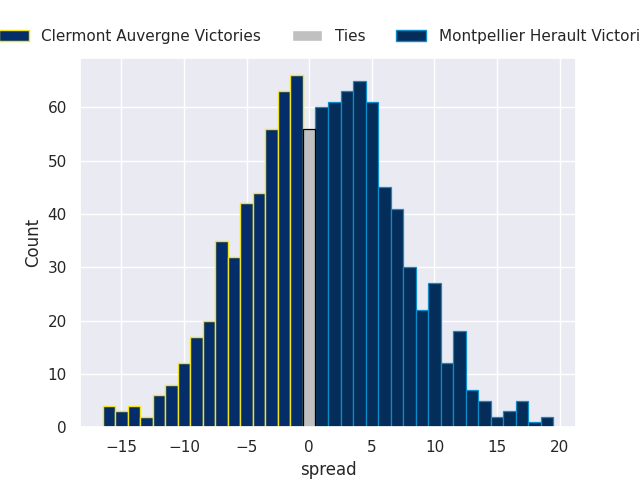 Clermont Auvergne Victories Ties Montpellier Herault Victori
60
50
40
30
20
10
0
Count
−15 −10 −5 0 5 10 15 20
spread